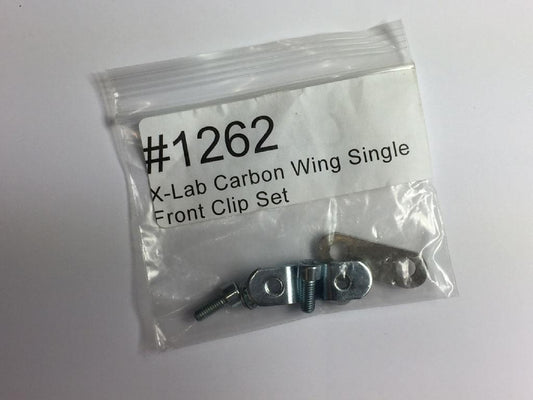 #1262
X-Lab Carbon Wing Single
Front Clip Set